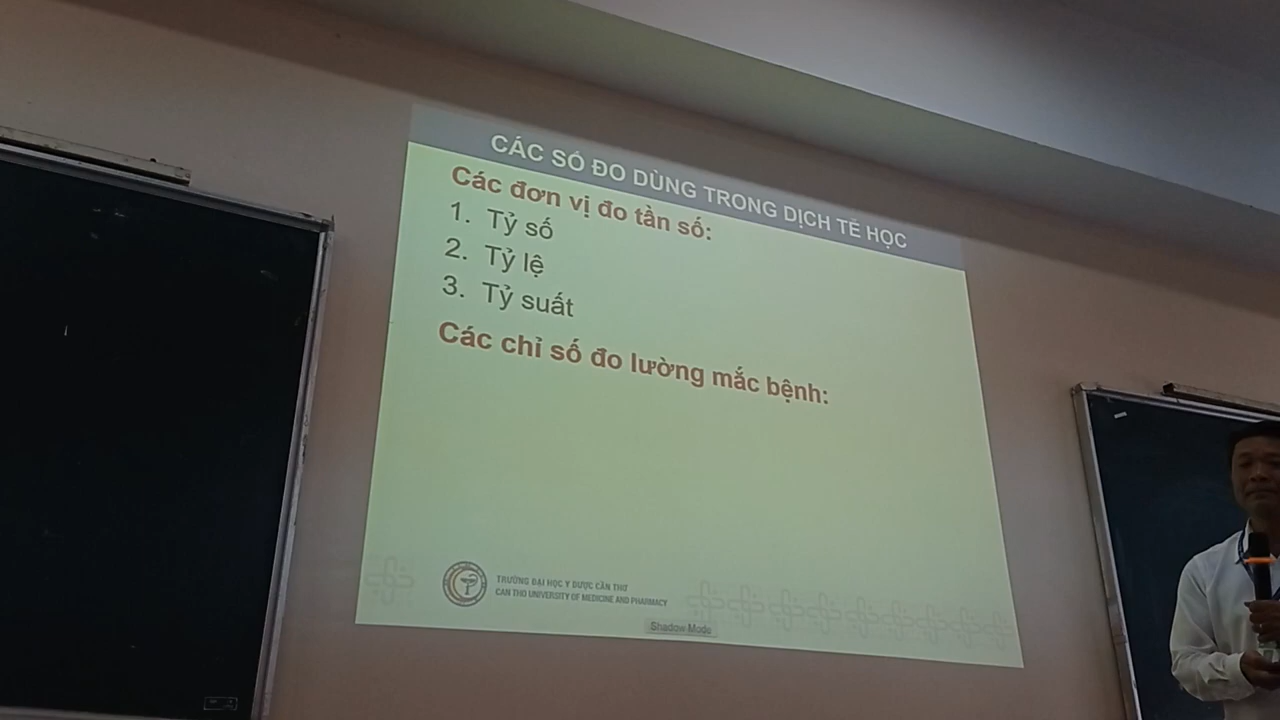 CÁC SỐ ĐO DÙNG TRONG DỊCH TỄ HỌC
Các đơn vị đo tần số:
1. Tỷ số
2. Tỷ lệ
3. Tỷ suất
Các chỉ số đo lường mắc bệnh:
TRƯỜNG ĐẠI HỌC Y DƯỢC CẦN THƠ
CAN THO UNIVERSITY OF MEDICINE AND PHARMACY
Shadow Mode